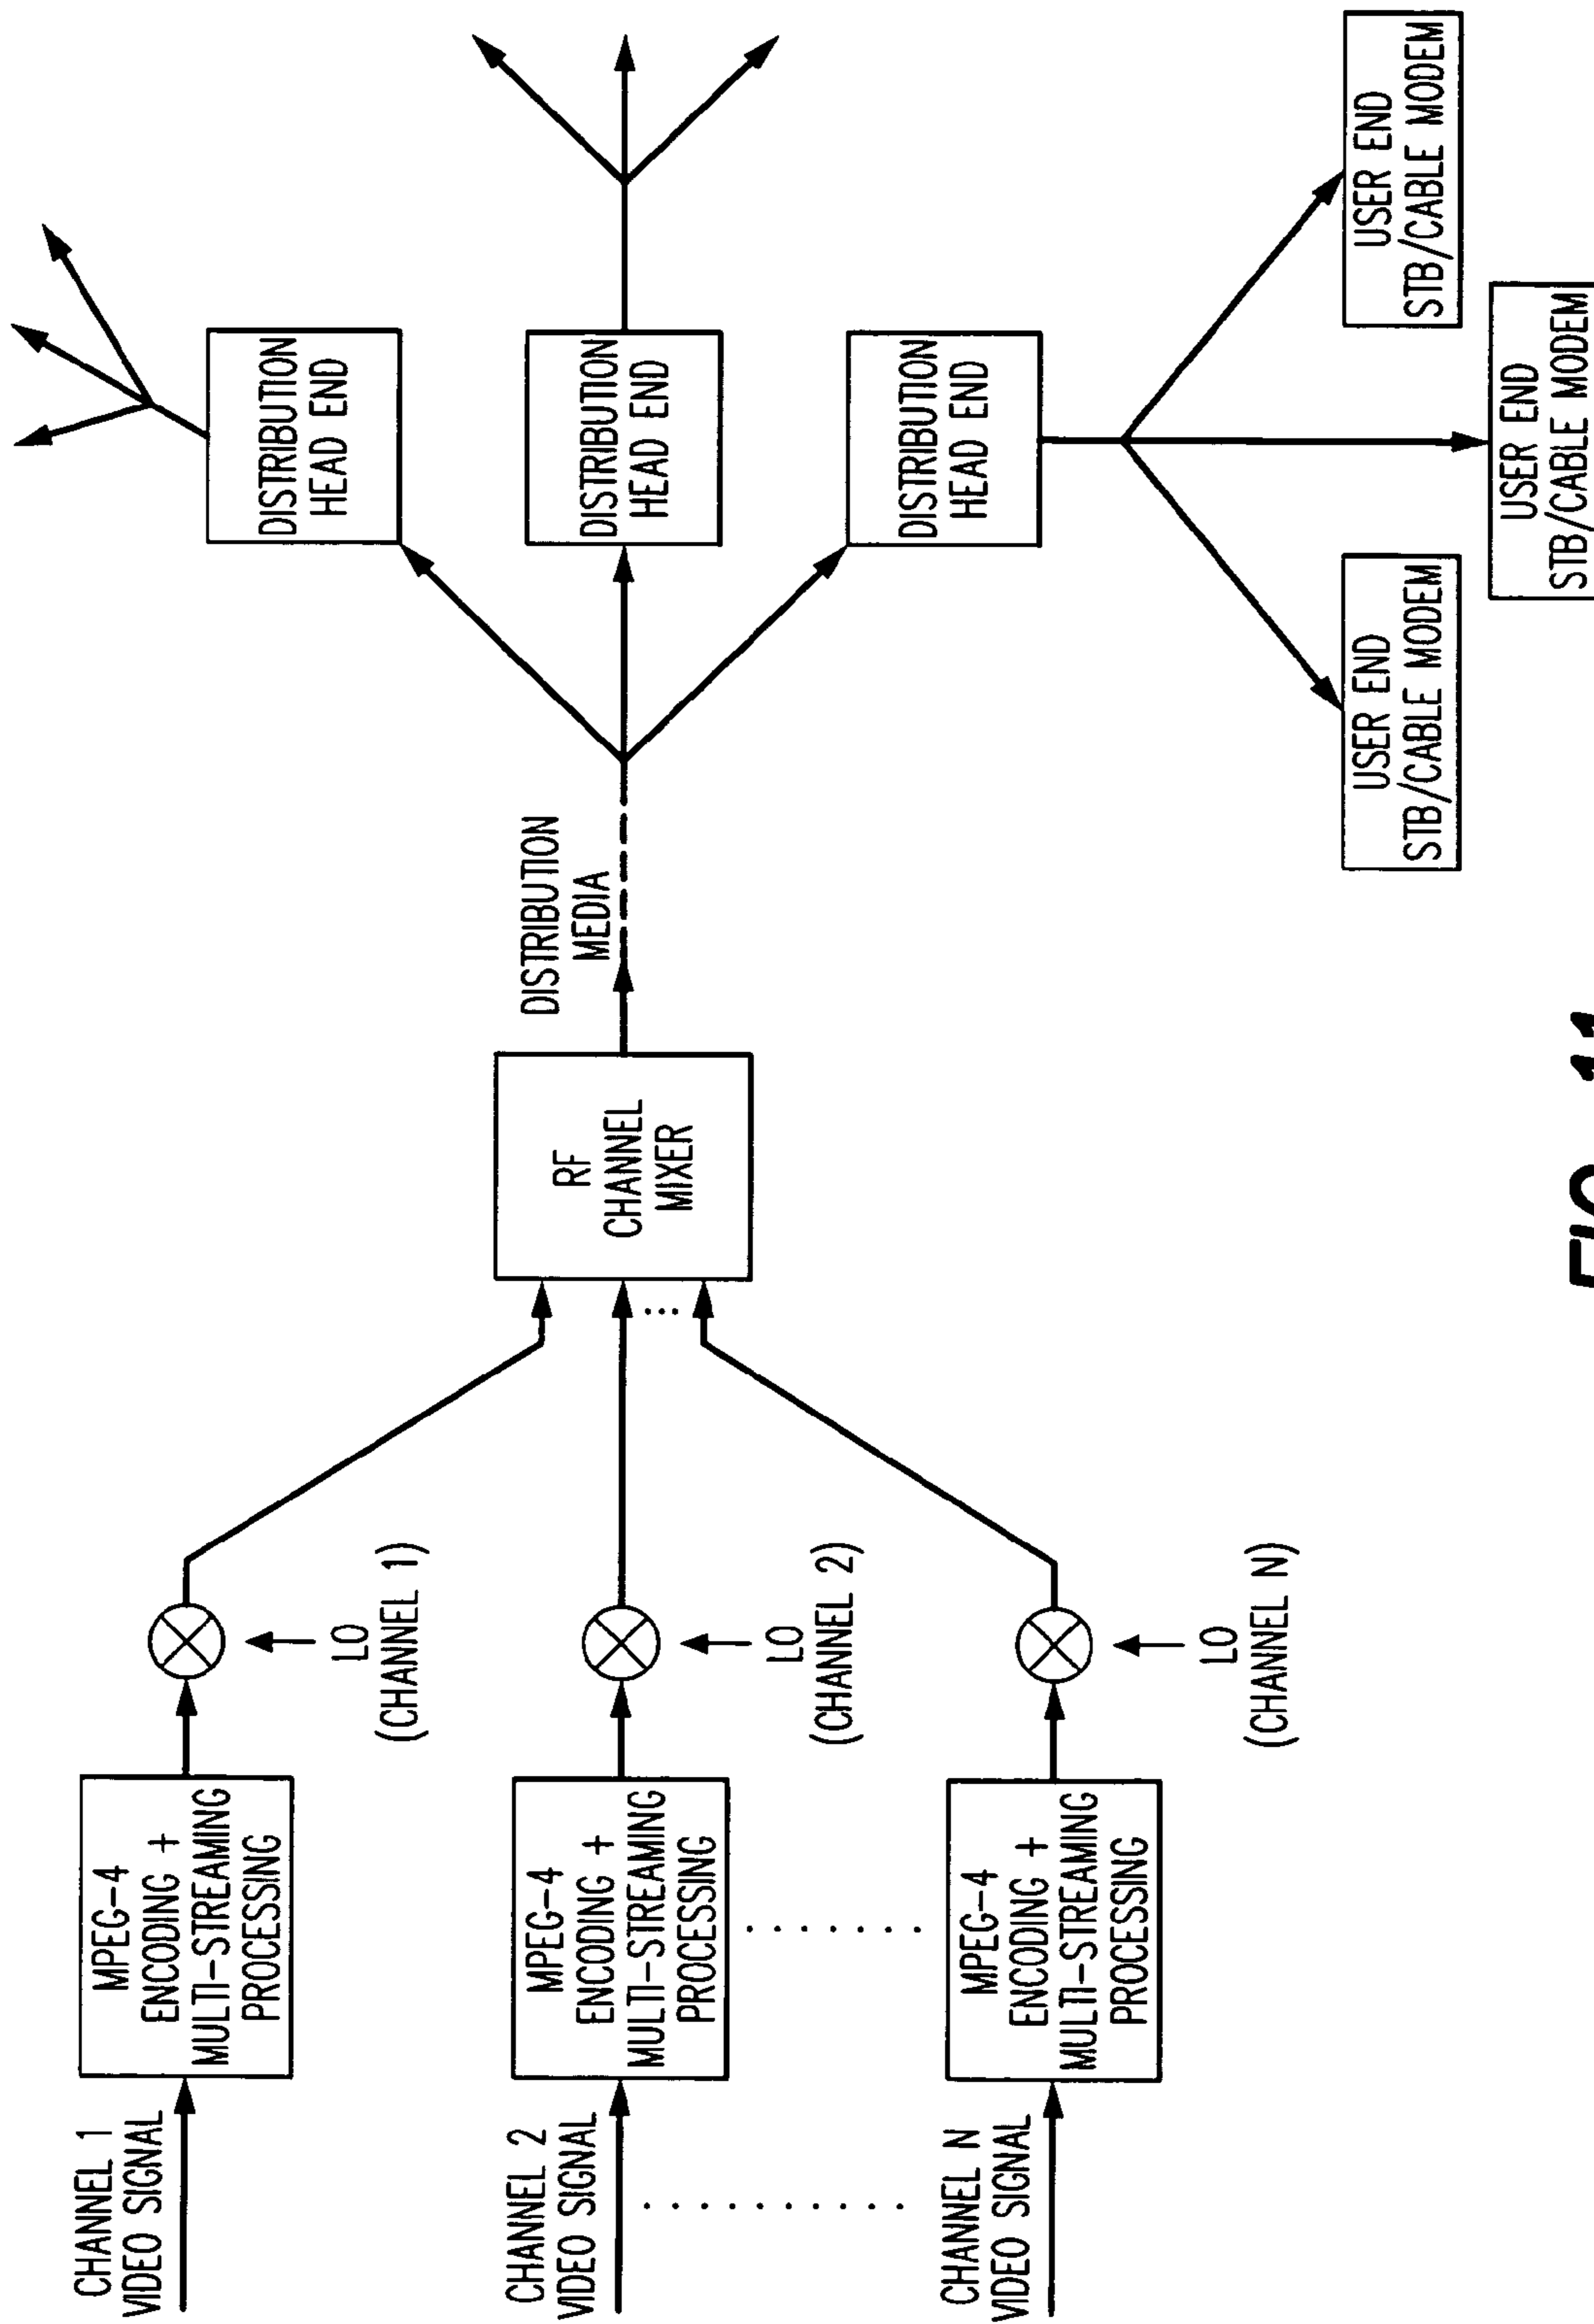 CHANNEL 1
VIDEO SIGNAL
MPEG-4
ENCODING +
MULTI-STREAMING
PROCESSING
LO
(CHANNEL 1)
CHANNEL 2
VIDEO SIGNAL
MPEG-4
ENCODING +
MULTI-STREAMING
PROCESSING
LO
(CHANNEL 2)
CHANNEL N
VIDEO SIGNAL
MPEG-4
ENCODING +
MULTI-STREAMING
PROCESSING
LO
(CHANNEL N)
RF
CHANNEL
MIXER
DISTRIBUTION
MEDIA
DISTRIBUTION
HEAD END
DISTRIBUTION
HEAD END
DISTRIBUTION
HEAD END
USER END
STB/CABLE MODEM
USER END
STB/CABLE MODEM
USER END
STB/CABLE MODEM
FIG. 11